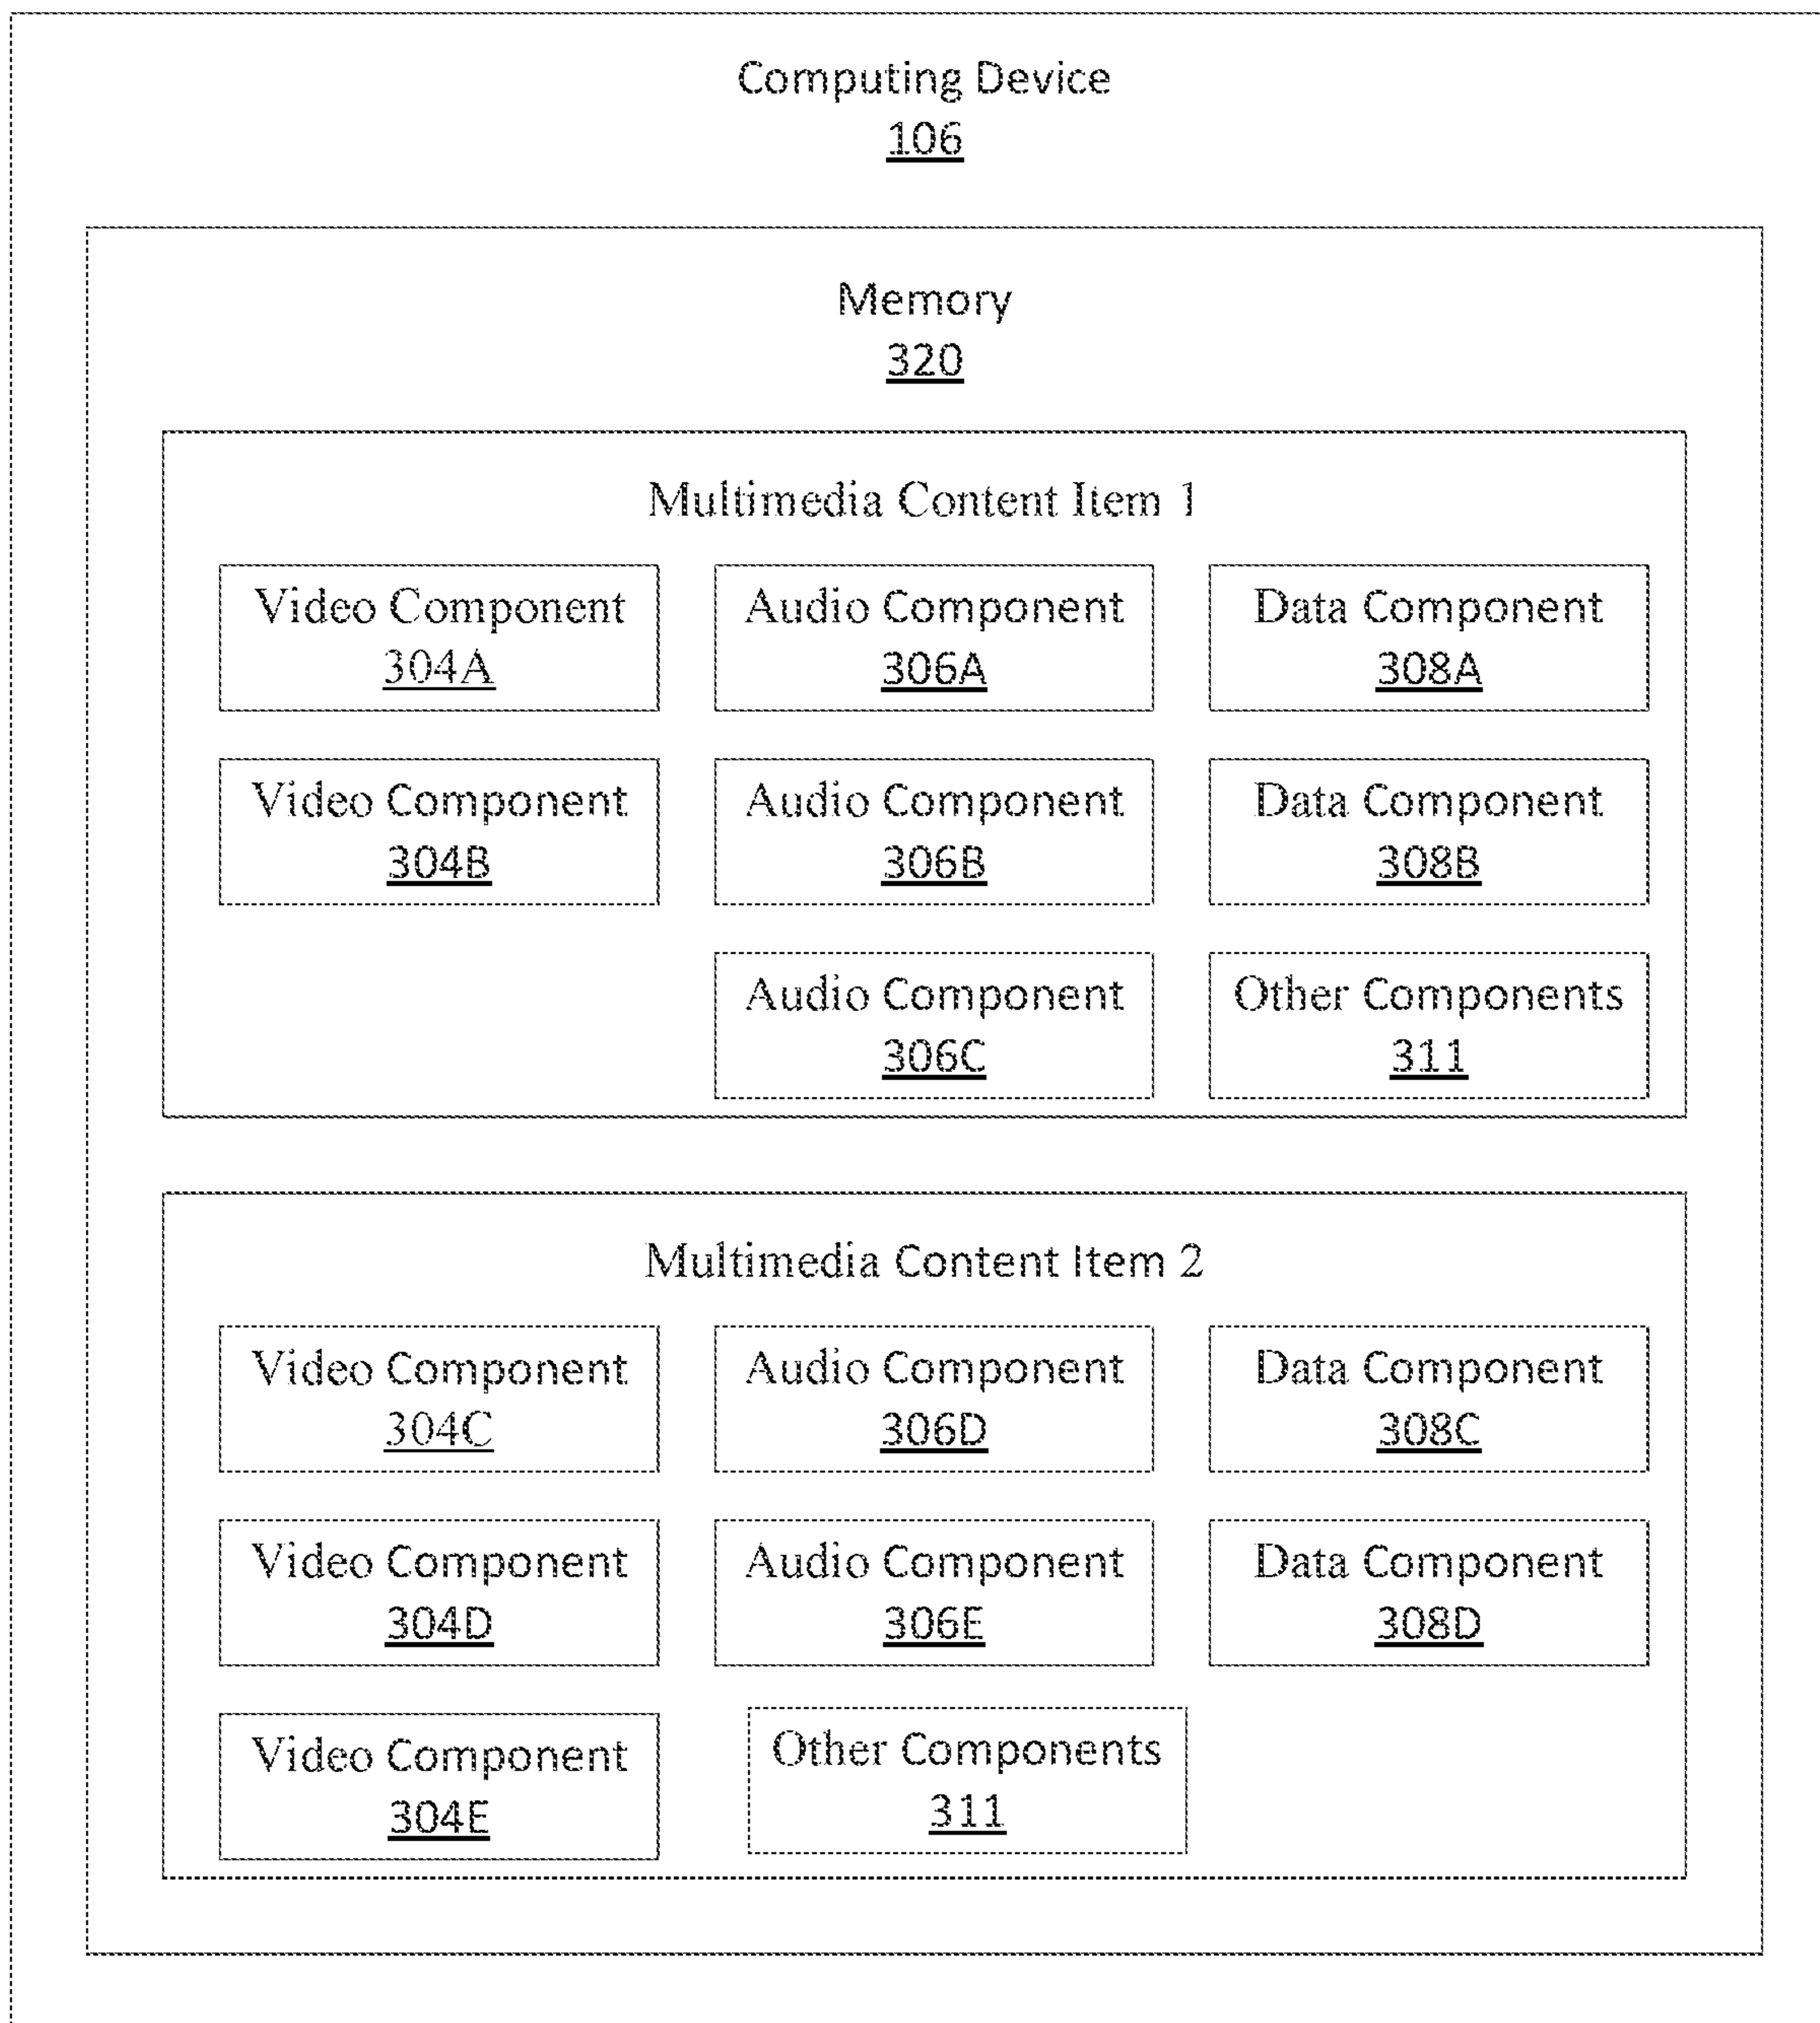 Computing Device
106
Memory
320
Multimedia Content Item 1
Video Component
304A
Audio Component
306A
Data Component
308A
Video Component
304B
Audio Component
306B
Data Component
308B
Audio Component
306C
Other Components
311
Multimedia Content Item 2
Video Component
304C
Audio Component
306D
Data Component
308C
Video Component
304D
Audio Component
306E
Data Component
308D
Video Component
304E
Other Components
311